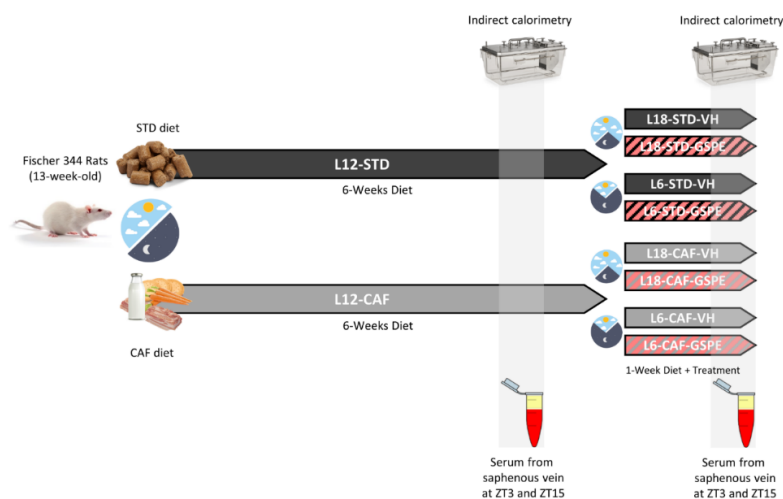 Indirect calorimetry
Indirect calorimetry
STD diet
Fischer 344 Rats
(13-week-old)
L12-STD
6-Weeks Diet
L18-STD-VH
L18-STD-GSPE
L6-STD-VH
L6-STD-GSPE
L12-CAF
6-Weeks Diet
CAF diet
L18-CAF-VH
L18-CAF-GSPE
L6-CAF-VH
L6-CAF-GSPE
1-Week Diet + Treatment
Serum from
saphenous vein
at ZT3 and ZT15
Serum from
saphenous vein
at ZT3 and ZT15